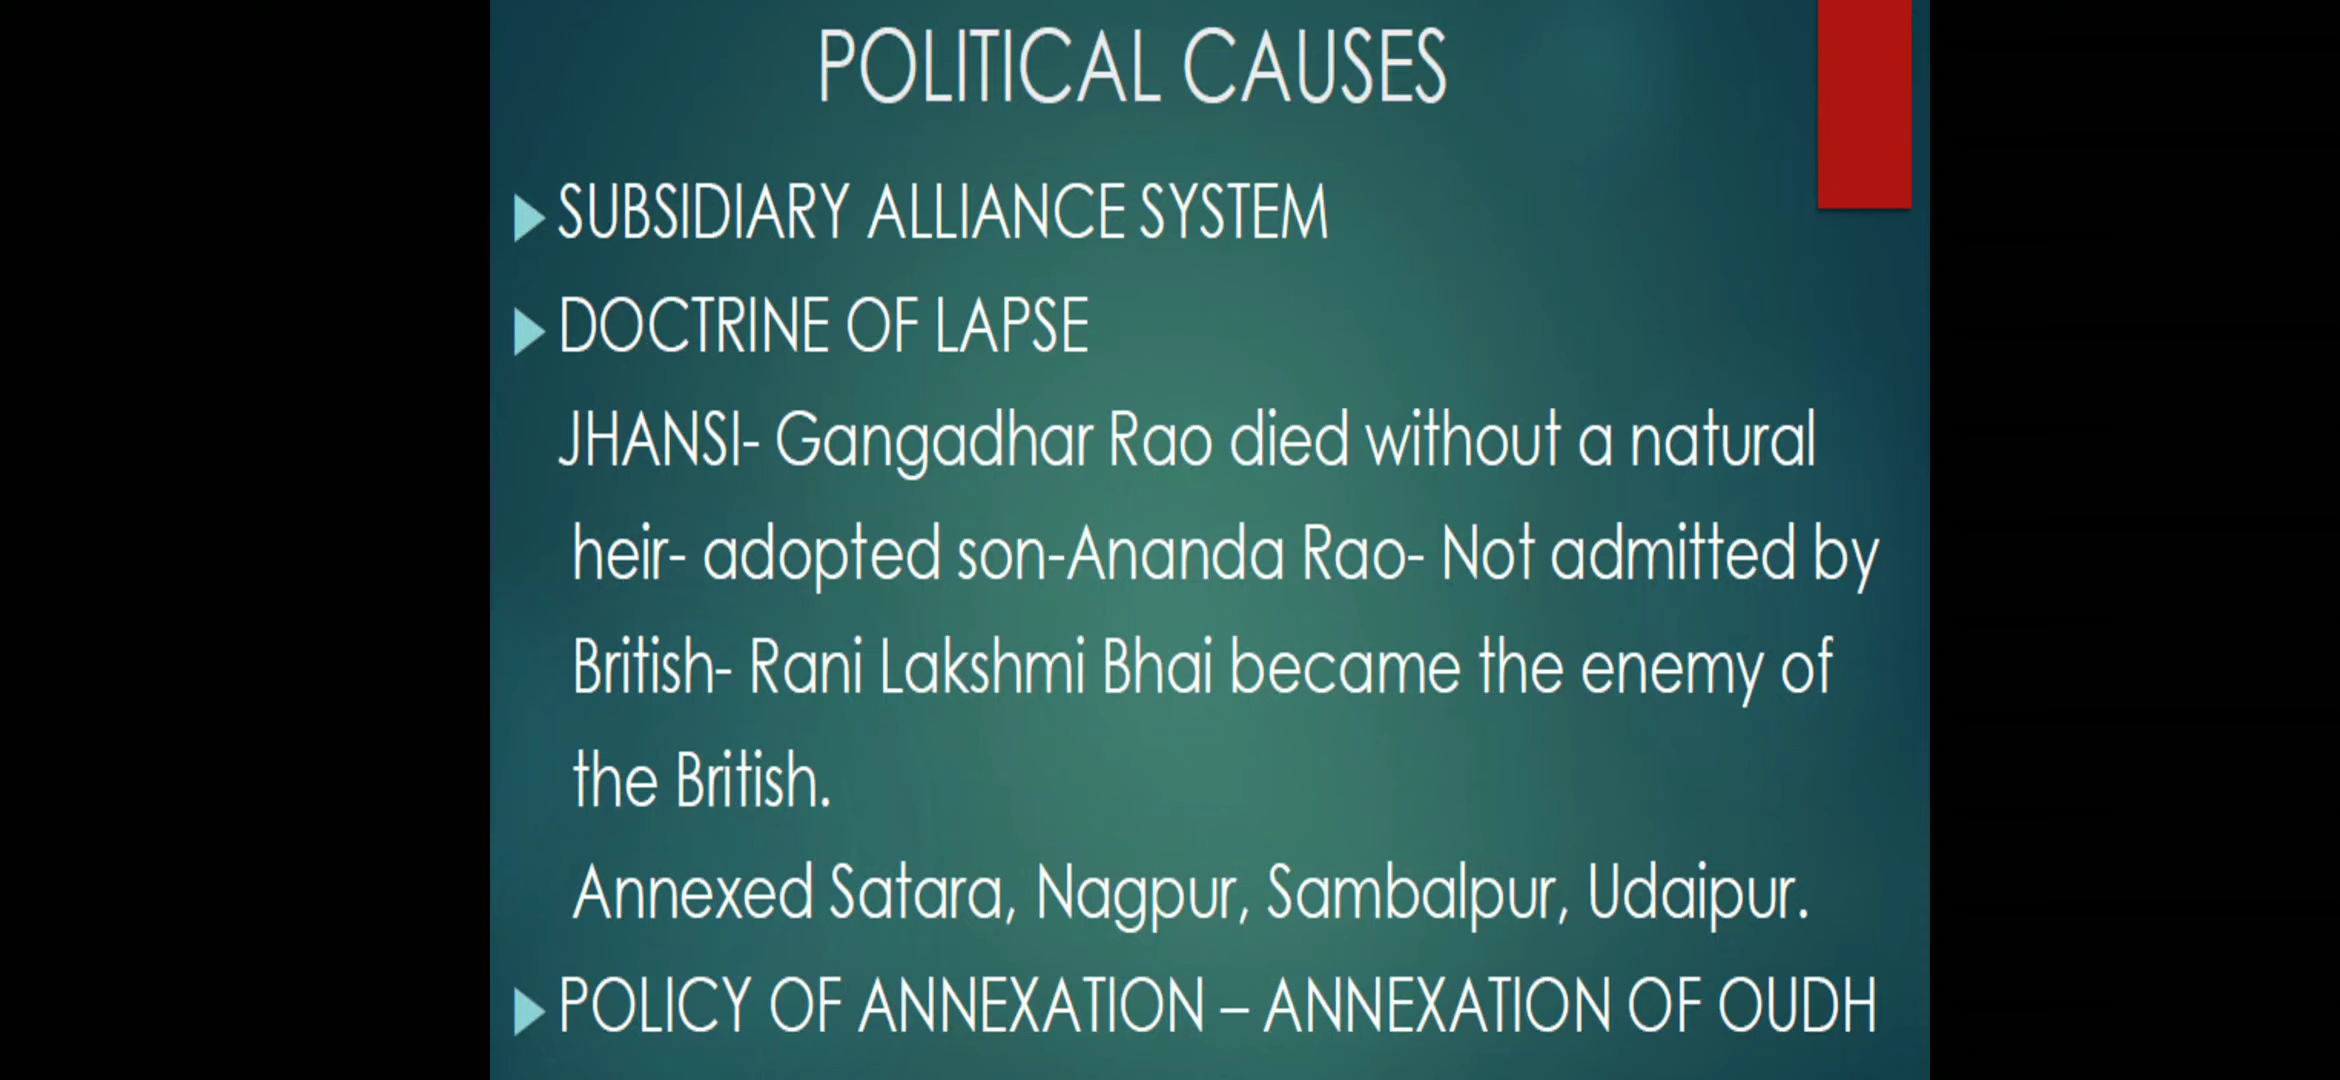 POLITICAL CAUSES
SUBSIDIARY ALLIANCE SYSTEM
DOCTRINE OF LAPSE
JHANSI- Gangadhar Rao died without a natural
heir- adopted son-Ananda Rao- Not admitted by
British- Rani Lakshmi Bhai became the enemy of
the British.
Annexed Satara, Nagpur, Sambalpur, Udaipur.
POLICY OF ANNEXATION – ANNEXATION OF OUDH